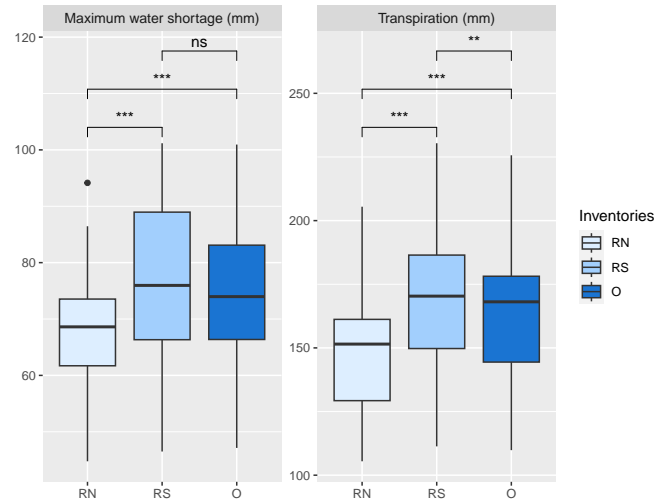 Maximum water shortage (mm)
Transpiration (mm)
120
100
80
60
ns
***
***
RN
RS
O
250
200
150
100
**
***
***
RN
RS
O
Inventories
RN
RS
O